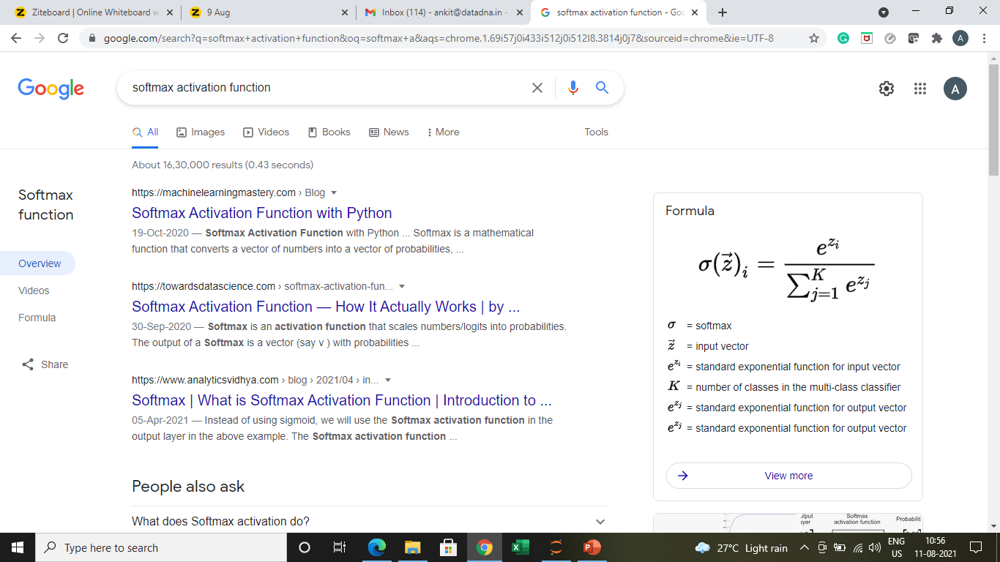 Ziteboard | Online Whiteboard w
9 Aug
Inbox (114) - ankit@datadna.in -
softmax activation function - Goo
google.com/search?q=softmax+activation+function&oq=softmax+a&aqs=chrome.1.69i57j0i433i512j0i512l8.3814j0j7&sourceid=chrome&ie=UTF-8
A
Google
softmax activation function
A
All
Images
Videos
Books
News
More
Tools
About 16,30,000 results (0.43 seconds)
Softmax
function
Overview
Videos
Formula
Share
https://machinelearningmastery.com › Blog
Softmax Activation Function with Python
19-Oct-2020 — Softmax Activation Function with Python ... Softmax is a mathematical
function that converts a vector of numbers into a vector of probabilities, ...
https://towardsdatascience.com › softmax-activation-fun...
Softmax Activation Function — How It Actually Works | by ...
30-Sep-2020 — Softmax is an activation function that scales numbers/logits into probabilities.
The output of a Softmax is a vector (say v ) with probabilities ...
https://www.analyticsvidhya.com › blog › 2021/04 › in...
Softmax | What is Softmax Activation Function | Introduction to ...
05-Apr-2021 — Instead of using sigmoid, we will use the Softmax activation function in the
output layer in the above example. The Softmax activation function ...
People also ask
What does Softmax activation do?
Formula
σ(z⃗)ᵢ = e^{z_i} / ∑_{j=1}^{K} e^{z_j}
σ = softmax
z⃗ = input vector
e^{z_i} = standard exponential function for input vector
K = number of classes in the multi-class classifier
e^{z_j} = standard exponential function for output vector
e^{z_j} = standard exponential function for output vector
View more
Softmax
activation function
Type here to search
27°C Light rain
ENG
US
10:56
11-08-2021